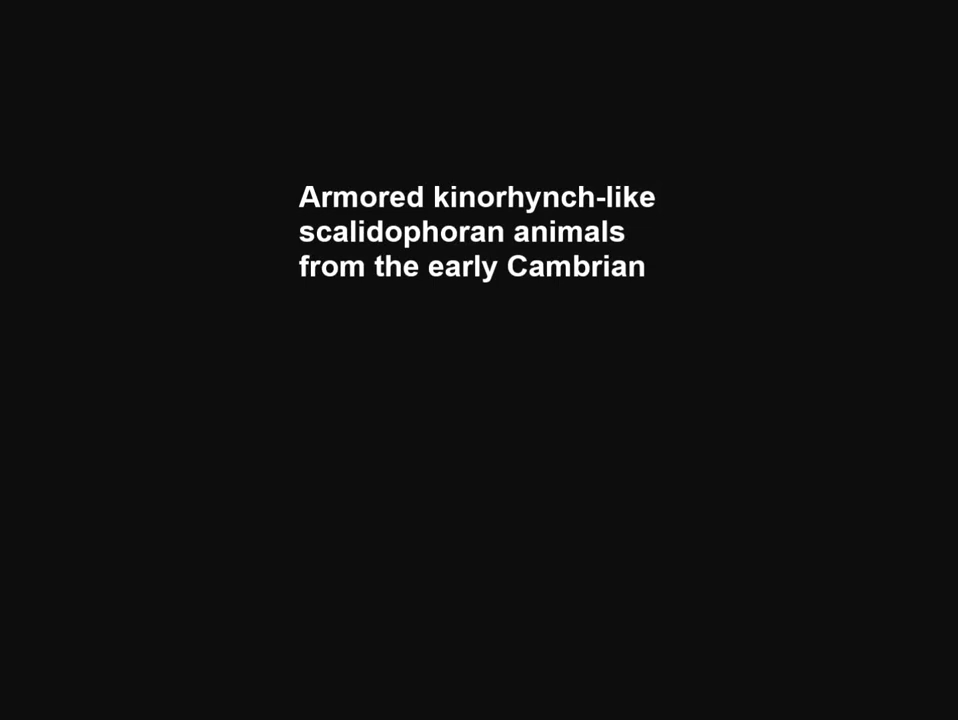 Armored kinorhynch-like
scalidophoran animals
from the early Cambrian